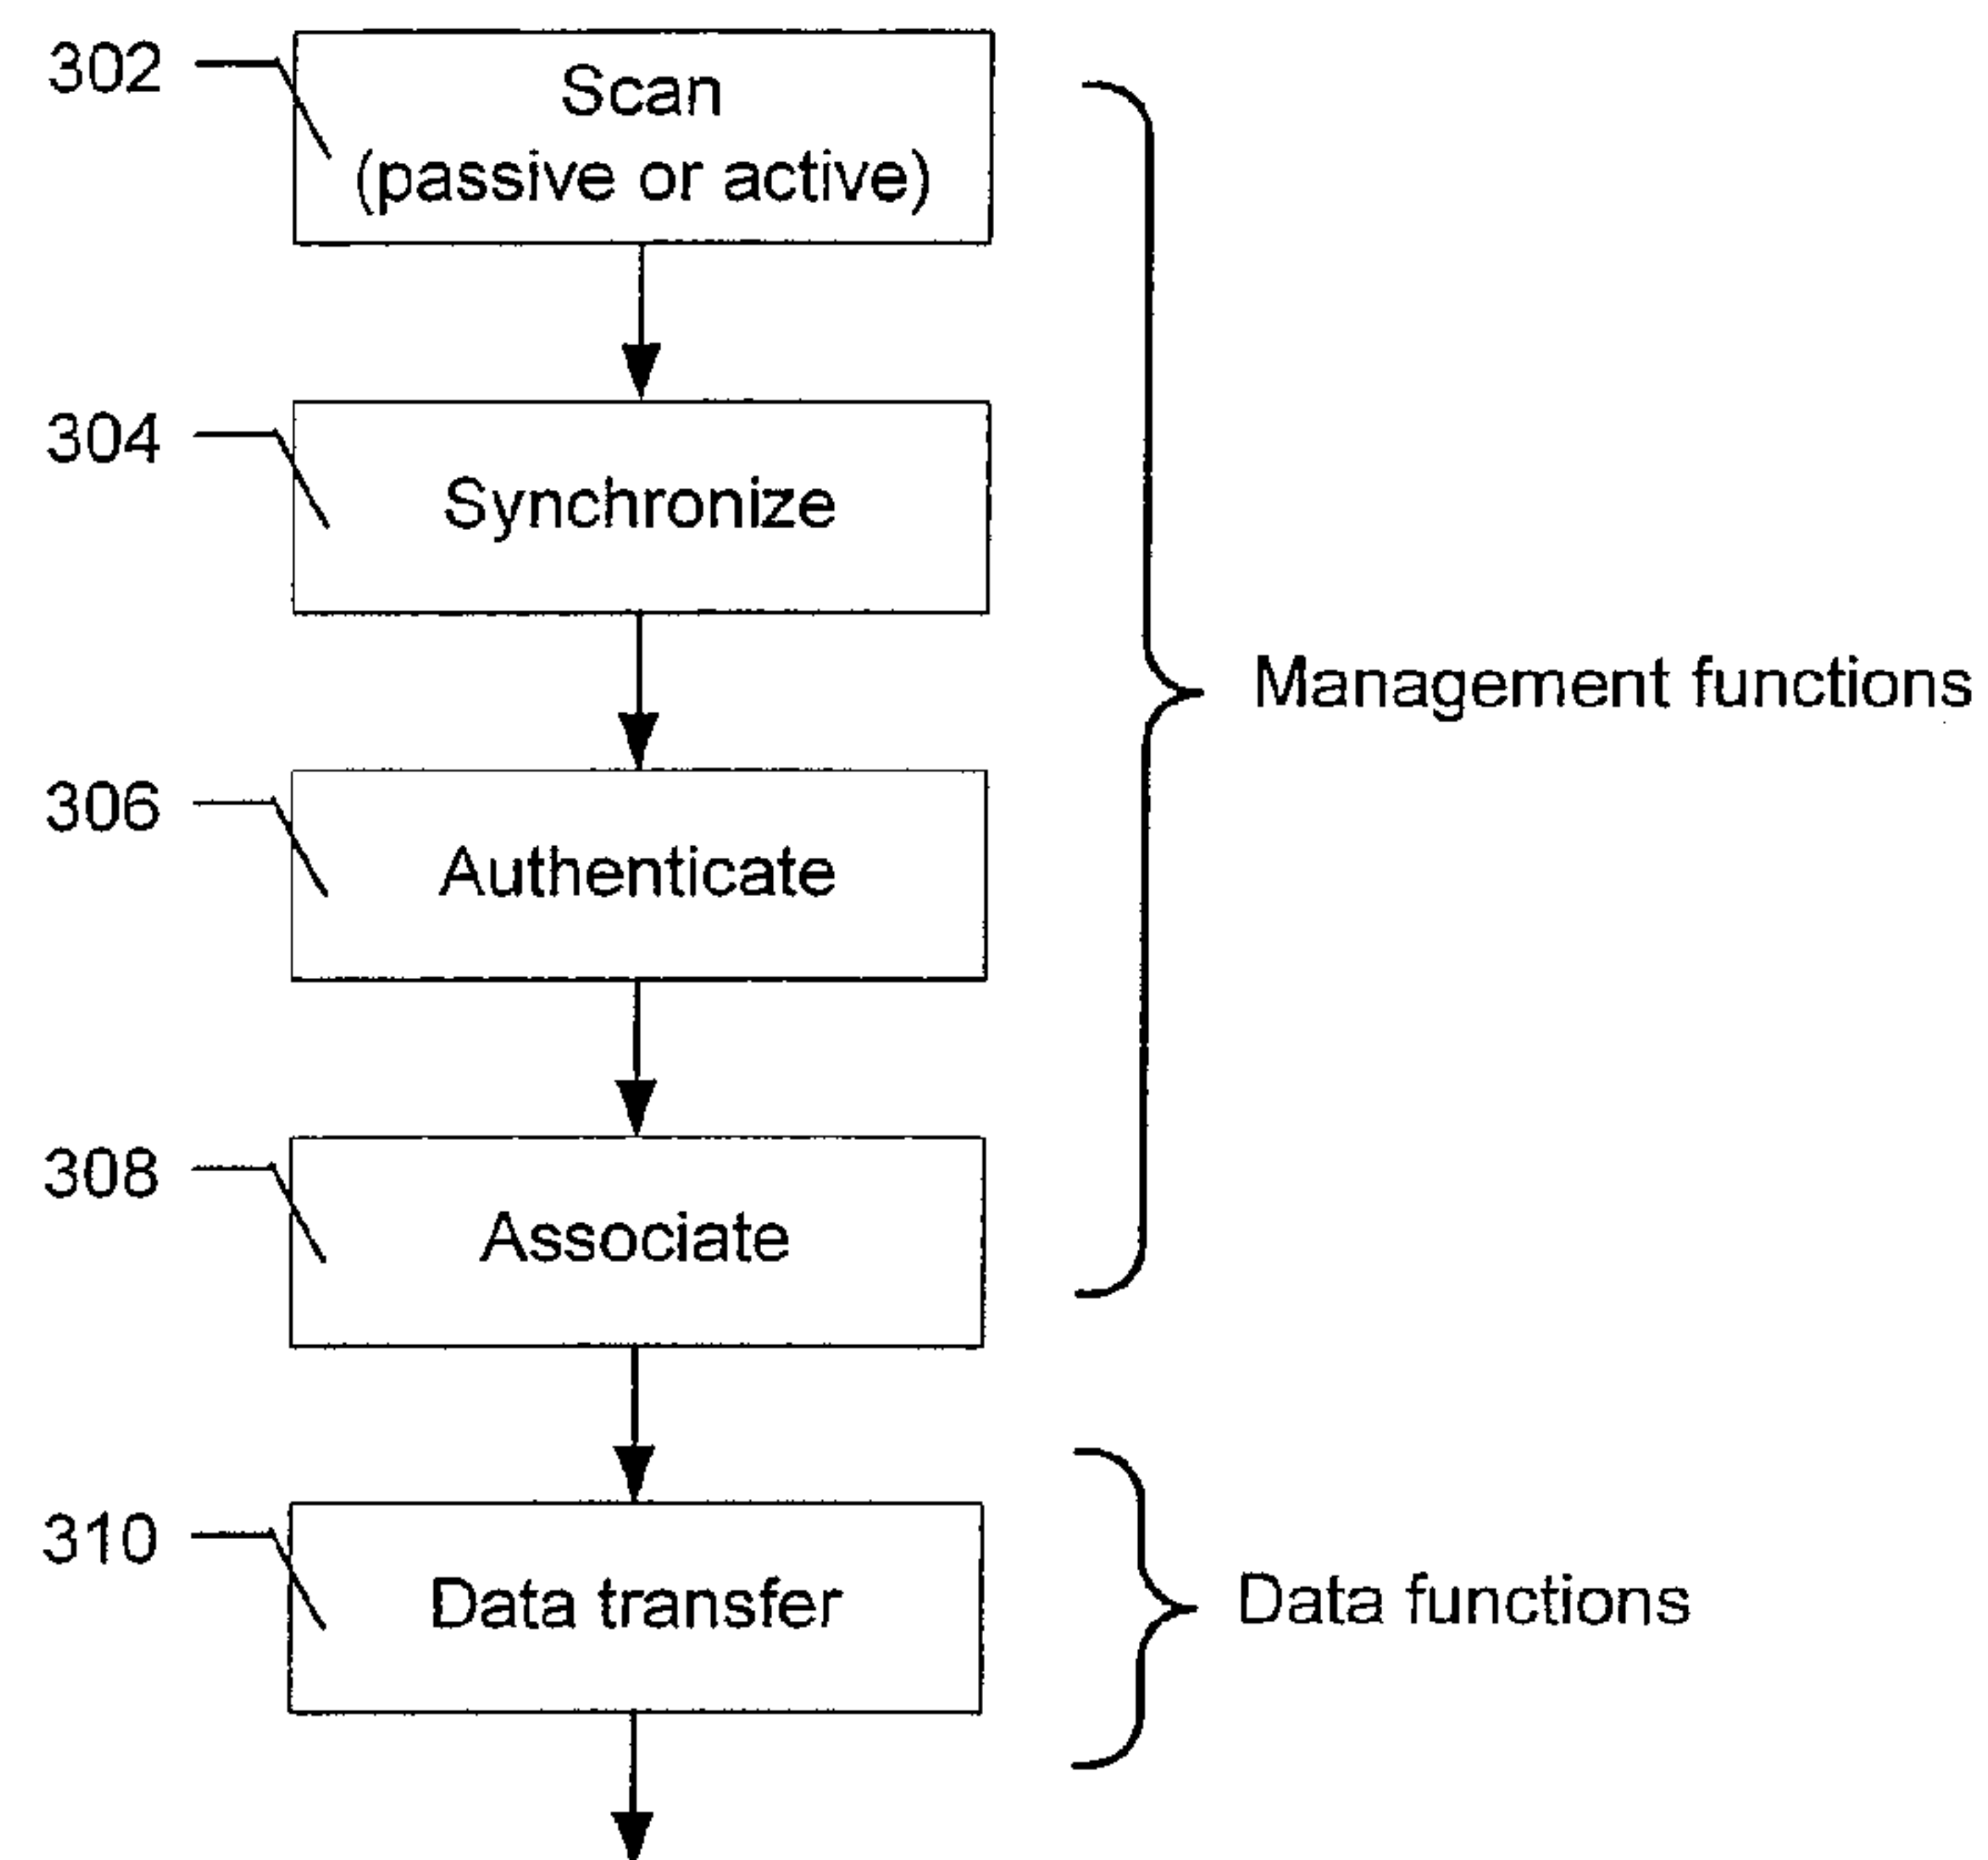 302
Scan
(passive or active)
304
Synchronize
Management functions
306
Authenticate
308
Associate
310
Data transfer
Data functions